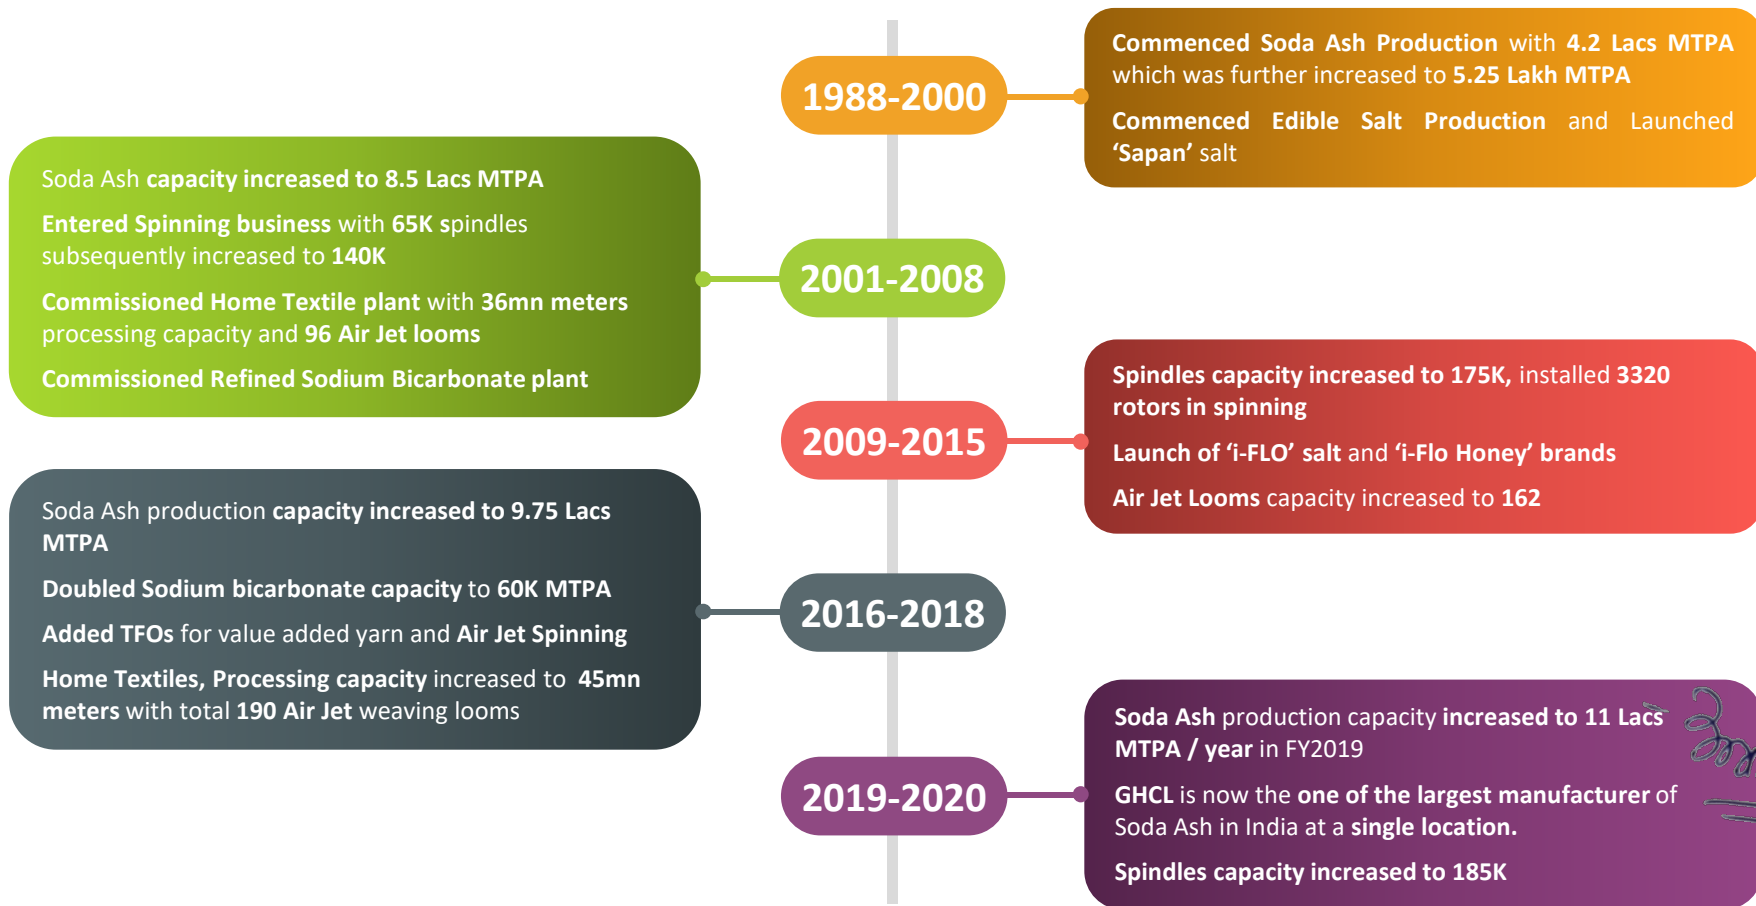 1988-2000
Commenced Soda Ash Production with 4.2 Lacs MTPA
which was further increased to 5.25 Lakh MTPA
Commenced Edible Salt Production and Launched
‘Sapan’ salt
2001-2008
Soda Ash capacity increased to 8.5 Lacs MTPA
Entered Spinning business with 65K spindles
subsequently increased to 140K
Commissioned Home Textile plant with 36mn meters
processing capacity and 96 Air Jet looms
Commissioned Refined Sodium Bicarbonate plant
2009-2015
Spindles capacity increased to 175K, installed 3320
rotors in spinning
Launch of ‘i-FLO’ salt and ‘i-Flo Honey’ brands
Air Jet Looms capacity increased to 162
2016-2018
Soda Ash production capacity increased to 9.75 Lacs
MTPA
Doubled Sodium bicarbonate capacity to 60K MTPA
Added TFOs for value added yarn and Air Jet Spinning
Home Textiles, Processing capacity increased to 45mn
meters with total 190 Air Jet weaving looms
2019-2020
Soda Ash production capacity increased to 11 Lacs
MTPA / year in FY2019
GHCL is now the one of the largest manufacturer of
Soda Ash in India at a single location.
Spindles capacity increased to 185K